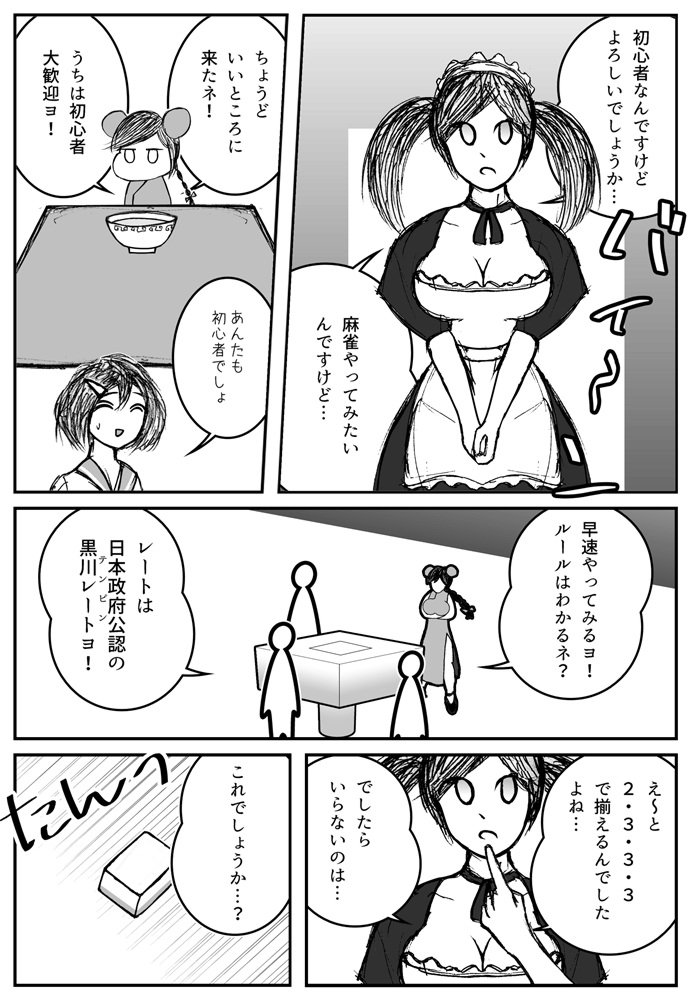 初心者なんですけど
よろしいでしょうか…
バイ～ン
麻雀やってみたい
んですけど…
ちょうど
いいところに
来たネ！
うちは初心者
大歓迎ヨ！
あんたも
初心者でしょ
早速やってみるヨ！
ルールはわかるネ？
レートは
日本政府公認の
テンピン
黒川レートヨ！
え～と
２・３・３・３
で揃えるんでした
よね…
でしたら
いらないのは…
これでしょうか…？
たんっ